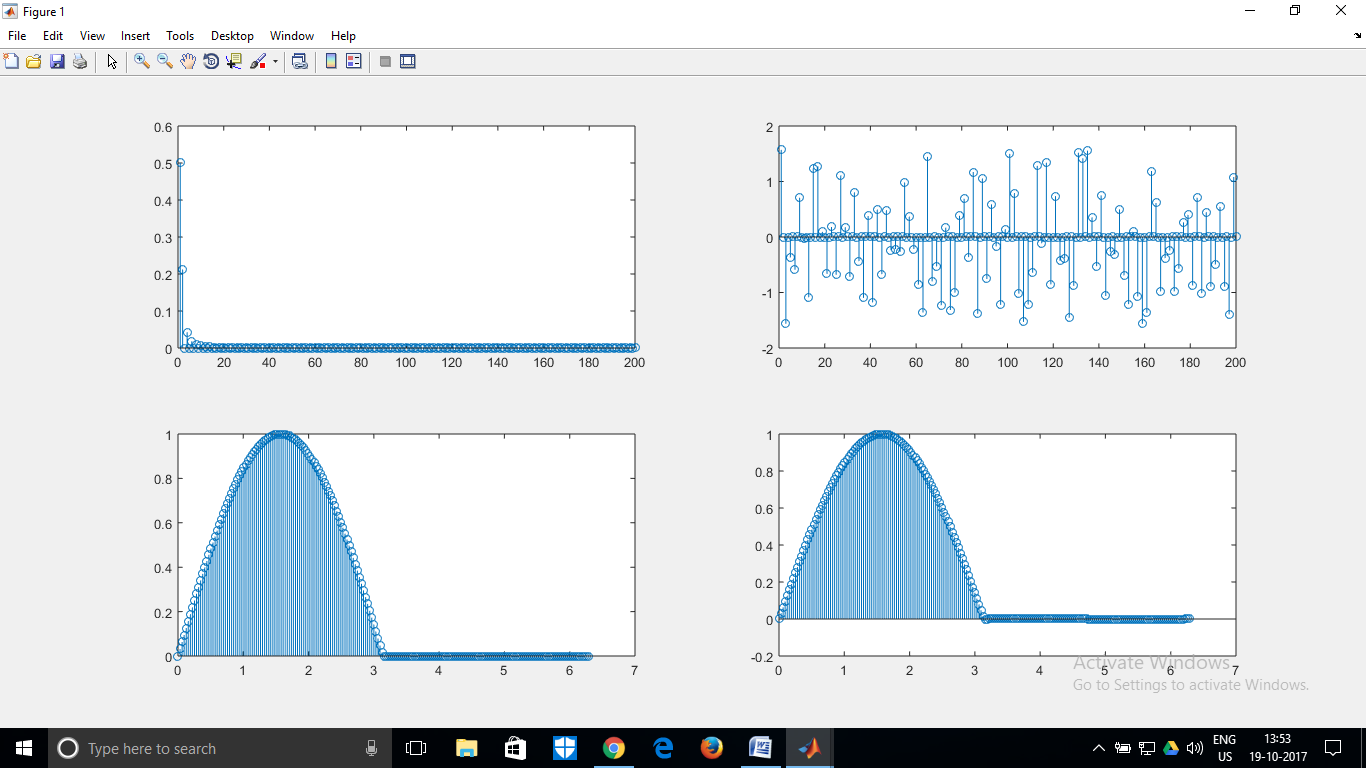 Figure 1
File Edit View Insert Tools Desktop Window Help
0.6
0.5
0.4
0.3
0.2
0.1
0
0 20 40 60 80 100 120 140 160 180 200
2
1
0
-1
-2
0 20 40 60 80 100 120 140 160 180 200
1
0.8
0.6
0.4
0.2
0
0 1 2 3 4 5 6 7
1
0.8
0.6
0.4
0.2
0
-0.2
0 1 2 3 4 5 6 7
Activate Windows
Go to Settings to activate Windows.
Type here to search
ENG
US
13:53
19-10-2017